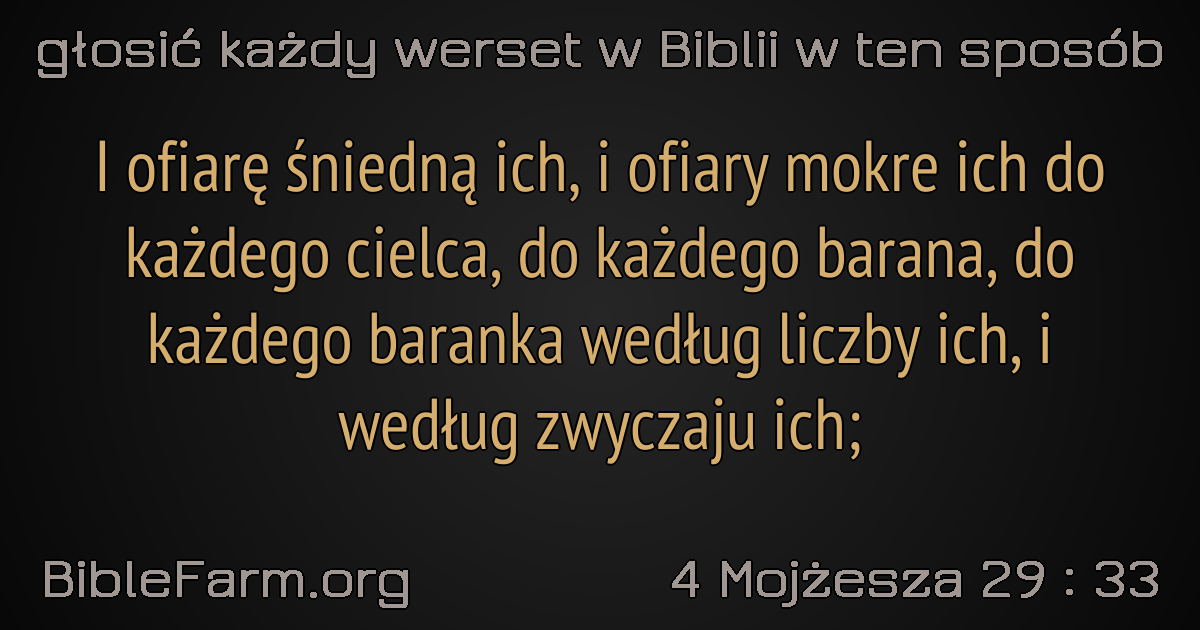 głosić każdy werset w Biblii w ten sposób
I ofiarę śniedną ich, i ofiary mokre ich do
każdego cielca, do każdego barana, do
każdego baranka według liczby ich, i
według zwyczaju ich;
BibleFarm.org
4 Mojżesza 29 : 33